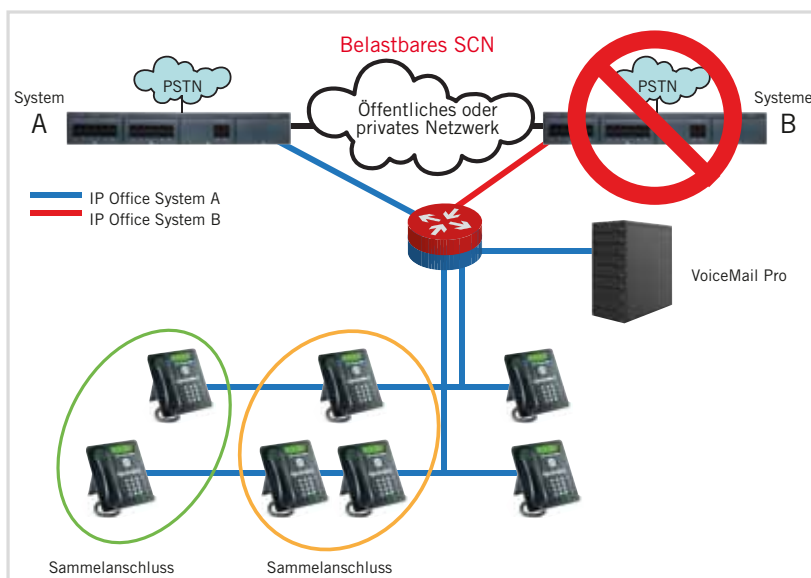 Belastbares SCN
PSTN
PSTN
System
A
Öffentliches oder
privates Netzwerk
Systeme
B
IP Office System A
IP Office System B
VoiceMail Pro
Sammelanschluss
Sammelanschluss